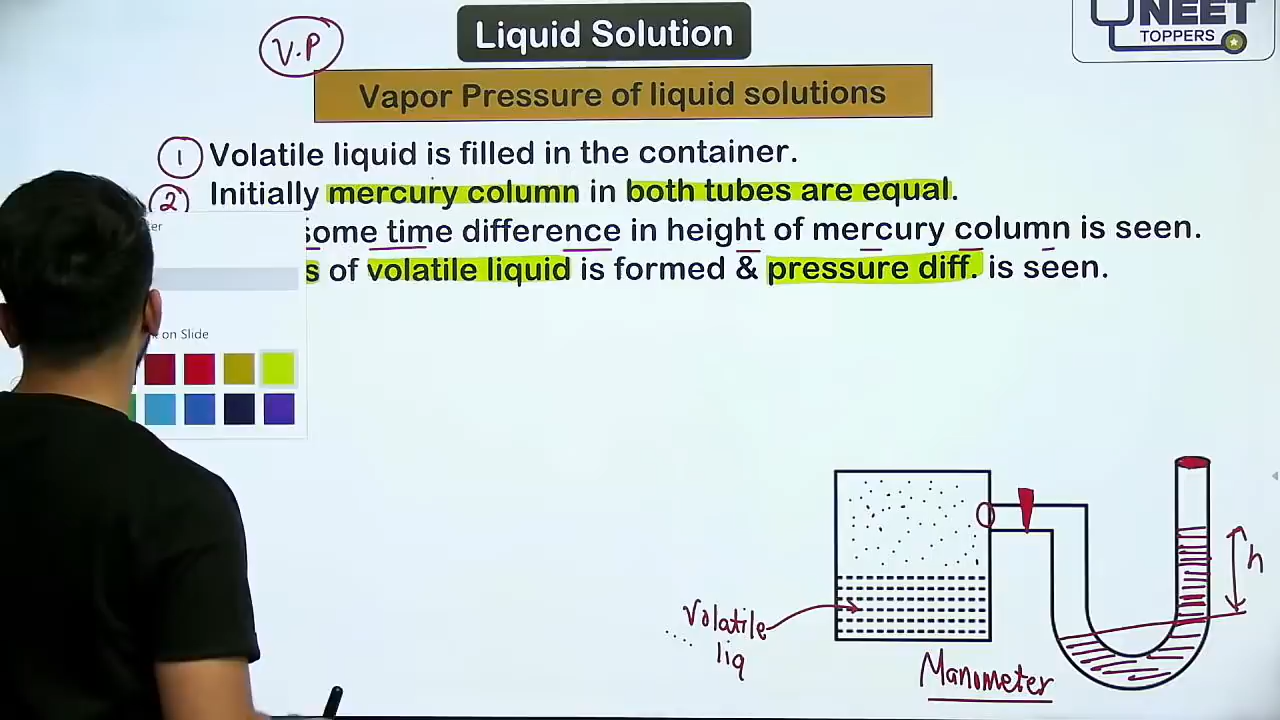 V.P
Liquid Solution
NEET
TOPPERS
Vapor Pressure of liquid solutions
1 Volatile liquid is filled in the container.
2 Initially mercury column in both tubes are equal.
some time difference in height of mercury column is seen.
of volatile liquid is formed & pressure diff. is seen.
on Slide
h
Volatile
liq
Manometer